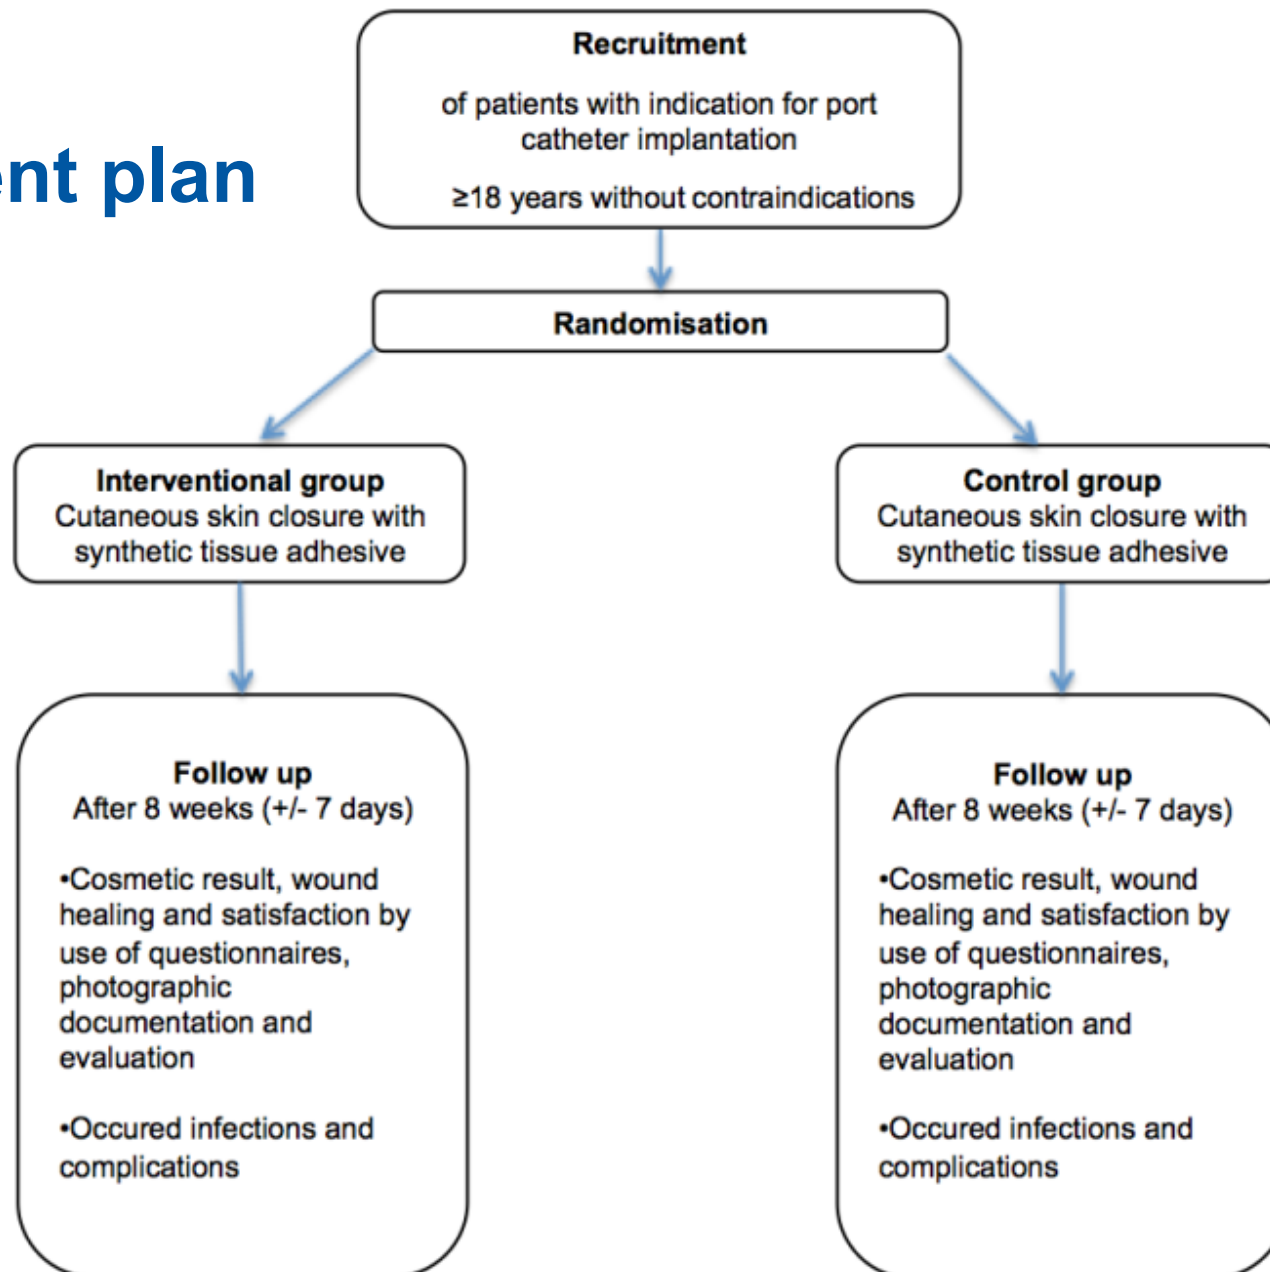 Recruitment
of patients with indication for port
catheter implantation
≥18 years without contraindications
ent plan
Randomisation
Interventional group
Cutaneous skin closure with
synthetic tissue adhesive
Control group
Cutaneous skin closure with
synthetic tissue adhesive
Follow up
After 8 weeks (+/- 7 days)
•Cosmetic result, wound
healing and satisfaction by
use of questionnaires,
photographic
documentation and
evaluation
•Occured infections and
complications
Follow up
After 8 weeks (+/- 7 days)
•Cosmetic result, wound
healing and satisfaction by
use of questionnaires,
photographic
documentation and
evaluation
•Occured infections and
complications